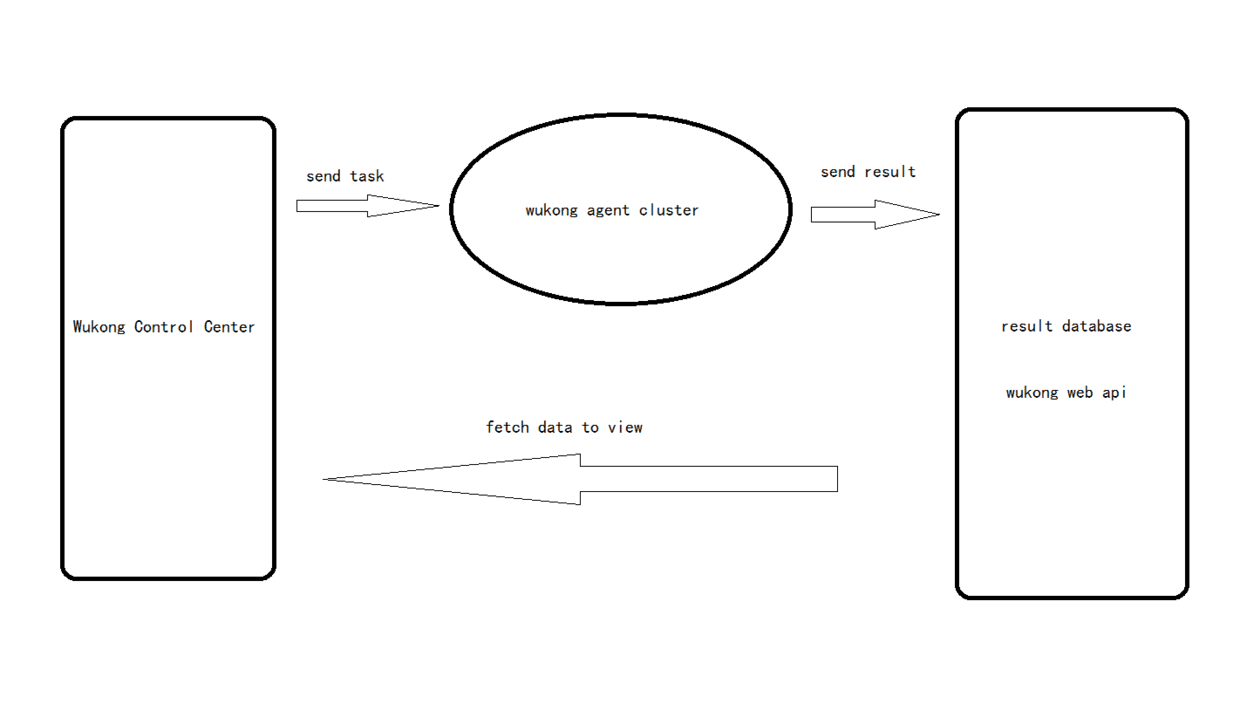 send task
send result
wukong agent cluster
Wukong Control Center
result database
wukong web api
fetch data to view